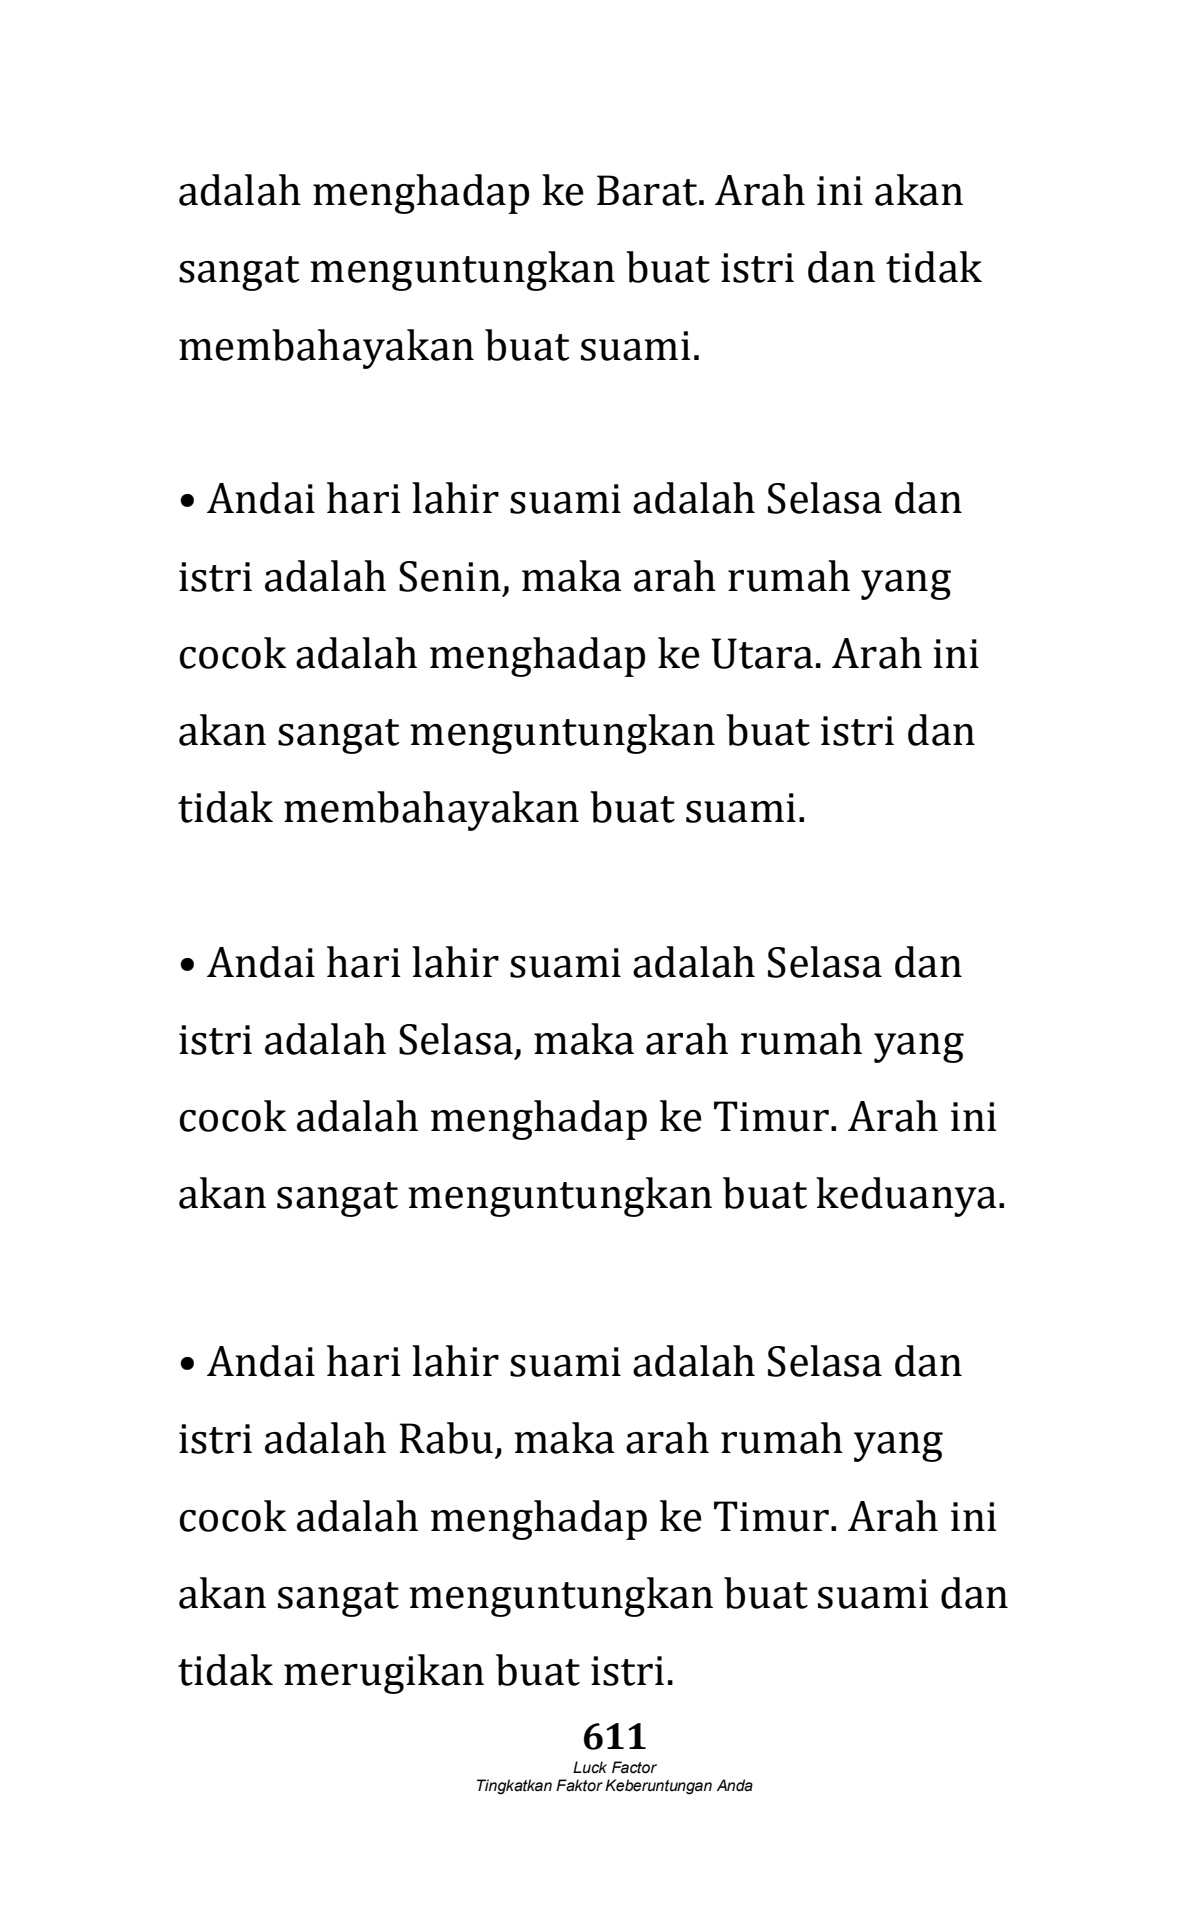 adalah menghadap ke Barat. Arah ini akan
sangat menguntungkan buat istri dan tidak
membahayakan buat suami.
• Andai hari lahir suami adalah Selasa dan
istri adalah Senin, maka arah rumah yang
cocok adalah menghadap ke Utara. Arah ini
akan sangat menguntungkan buat istri dan
tidak membahayakan buat suami.
• Andai hari lahir suami adalah Selasa dan
istri adalah Selasa, maka arah rumah yang
cocok adalah menghadap ke Timur. Arah ini
akan sangat menguntungkan buat keduanya.
• Andai hari lahir suami adalah Selasa dan
istri adalah Rabu, maka arah rumah yang
cocok adalah menghadap ke Timur. Arah ini
akan sangat menguntungkan buat suami dan
tidak merugikan buat istri.
611
Luck Factor
Tingkatkan Faktor Keberuntungan Anda